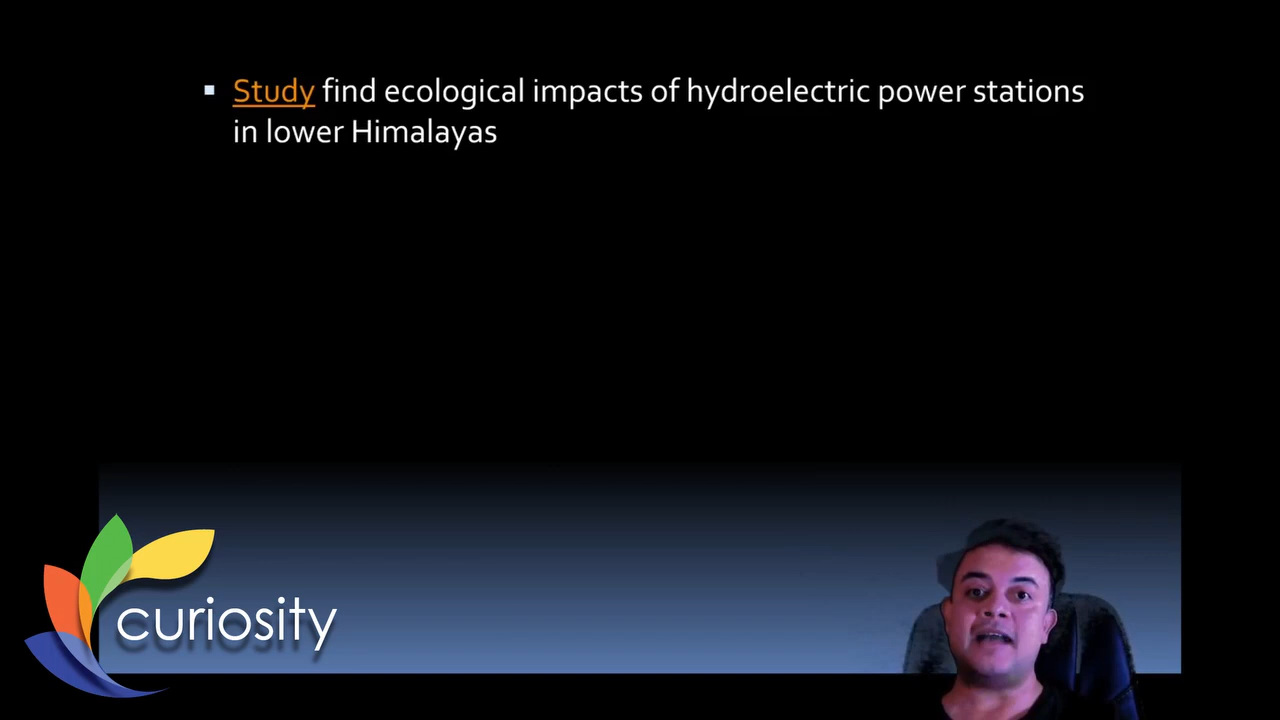 Study find ecological impacts of hydroelectric power stations
in lower Himalayas
curiosity